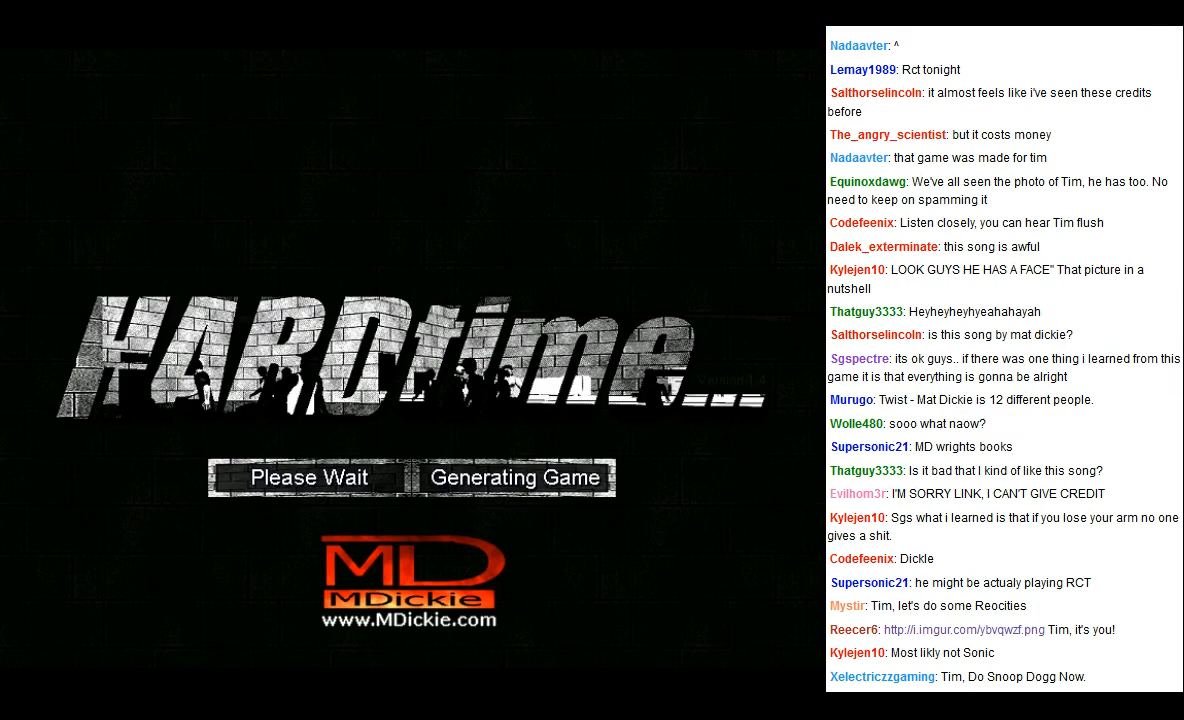 HARDtime...
Version 1.4
Please Wait
Generating Game
MD
MDickie
www.MDickie.com
Nadaavter: ^
Lemay1989: Rct tonight
Salthorselincoln: it almost feels like i've seen these credits
before
The_angry_scientist: but it costs money
Nadaavter: that game was made for tim
Equinoxdawg: We've all seen the photo of Tim, he has too. No
need to keep on spamming it
Codefeenix: Listen closely, you can hear Tim flush
Dalek_exterminate: this song is awful
Kylejen10: LOOK GUYS HE HAS A FACE" That picture in a
nutshell
Thatguy3333: Heyheyheyhyeahahayah
Salthorselincoln: is this song by mat dickie?
Sgspectre: its ok guys.. if there was one thing i learned from this
game it is that everything is gonna be alright
Murugo: Twist - Mat Dickie is 12 different people.
Wolle480: sooo what naow?
Supersonic21: MD wrights books
Thatguy3333: Is it bad that I kind of like this song?
Evilhom3r: I'M SORRY LINK, I CAN'T GIVE CREDIT
Kylejen10: Sgs what i learned is that if you lose your arm no one
gives a shit.
Codefeenix: Dickle
Supersonic21: he might be actualy playing RCT
Mystir: Tim, let's do some Reocities
Reecer6: http://i.imgur.com/ybvqwzf.png Tim, it's you!
Kylejen10: Most likly not Sonic
Xelectriczzgaming: Tim, Do Snoop Dogg Now.